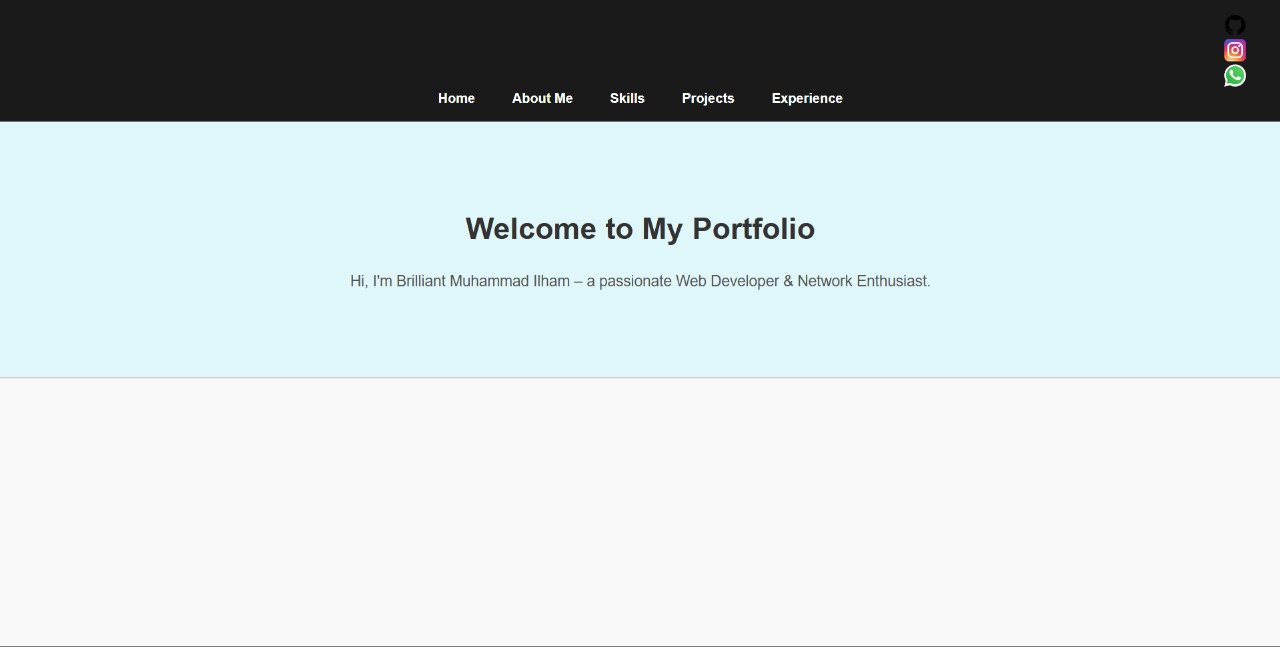 Home About Me Skills Projects Experience
Welcome to My Portfolio
Hi, I'm Brilliant Muhammad Ilham – a passionate Web Developer & Network Enthusiast.